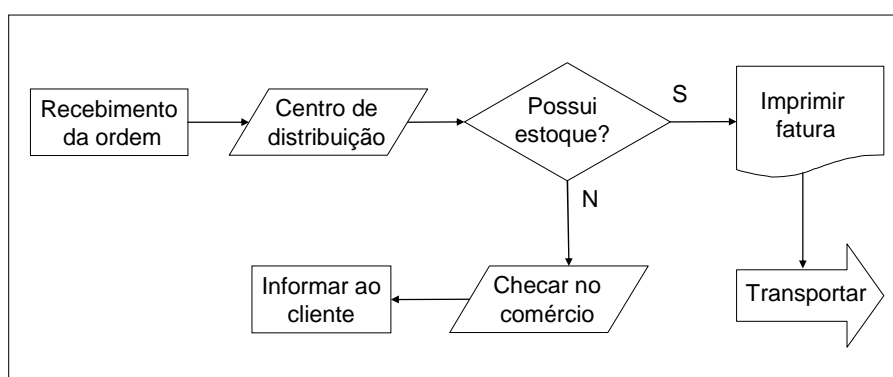 Recebimento
da ordem
Centro de
distribuição
Possui
estoque?
S
Imprimir
fatura
N
Informar ao
cliente
Checar no
comércio
Transportar